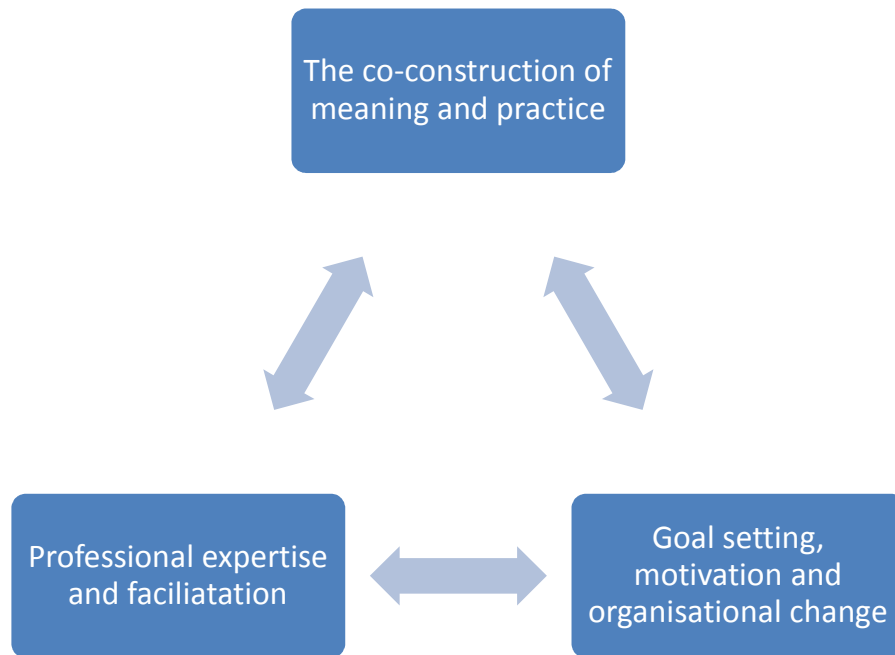 The co-construction of
meaning and practice
Professional expertise
and faciliatation
Goal setting,
motivation and
organisational change